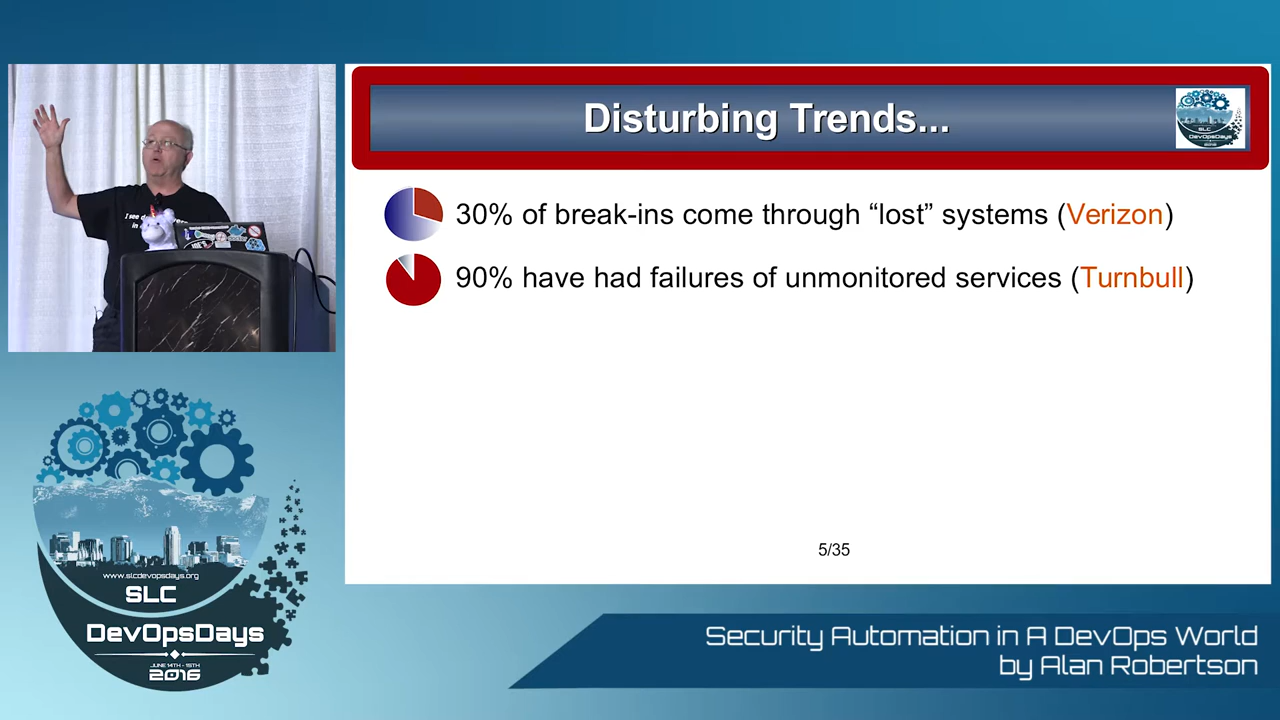 Disturbing Trends...
30% of break-ins come through “lost” systems (Verizon)
90% have had failures of unmonitored services (Turnbull)
5/35
www.slcdevopsdays.org
SLC
DevOpsDays
JUNE 14TH - 15TH
2016
Security Automation in A DevOps World
by Alan Robertson